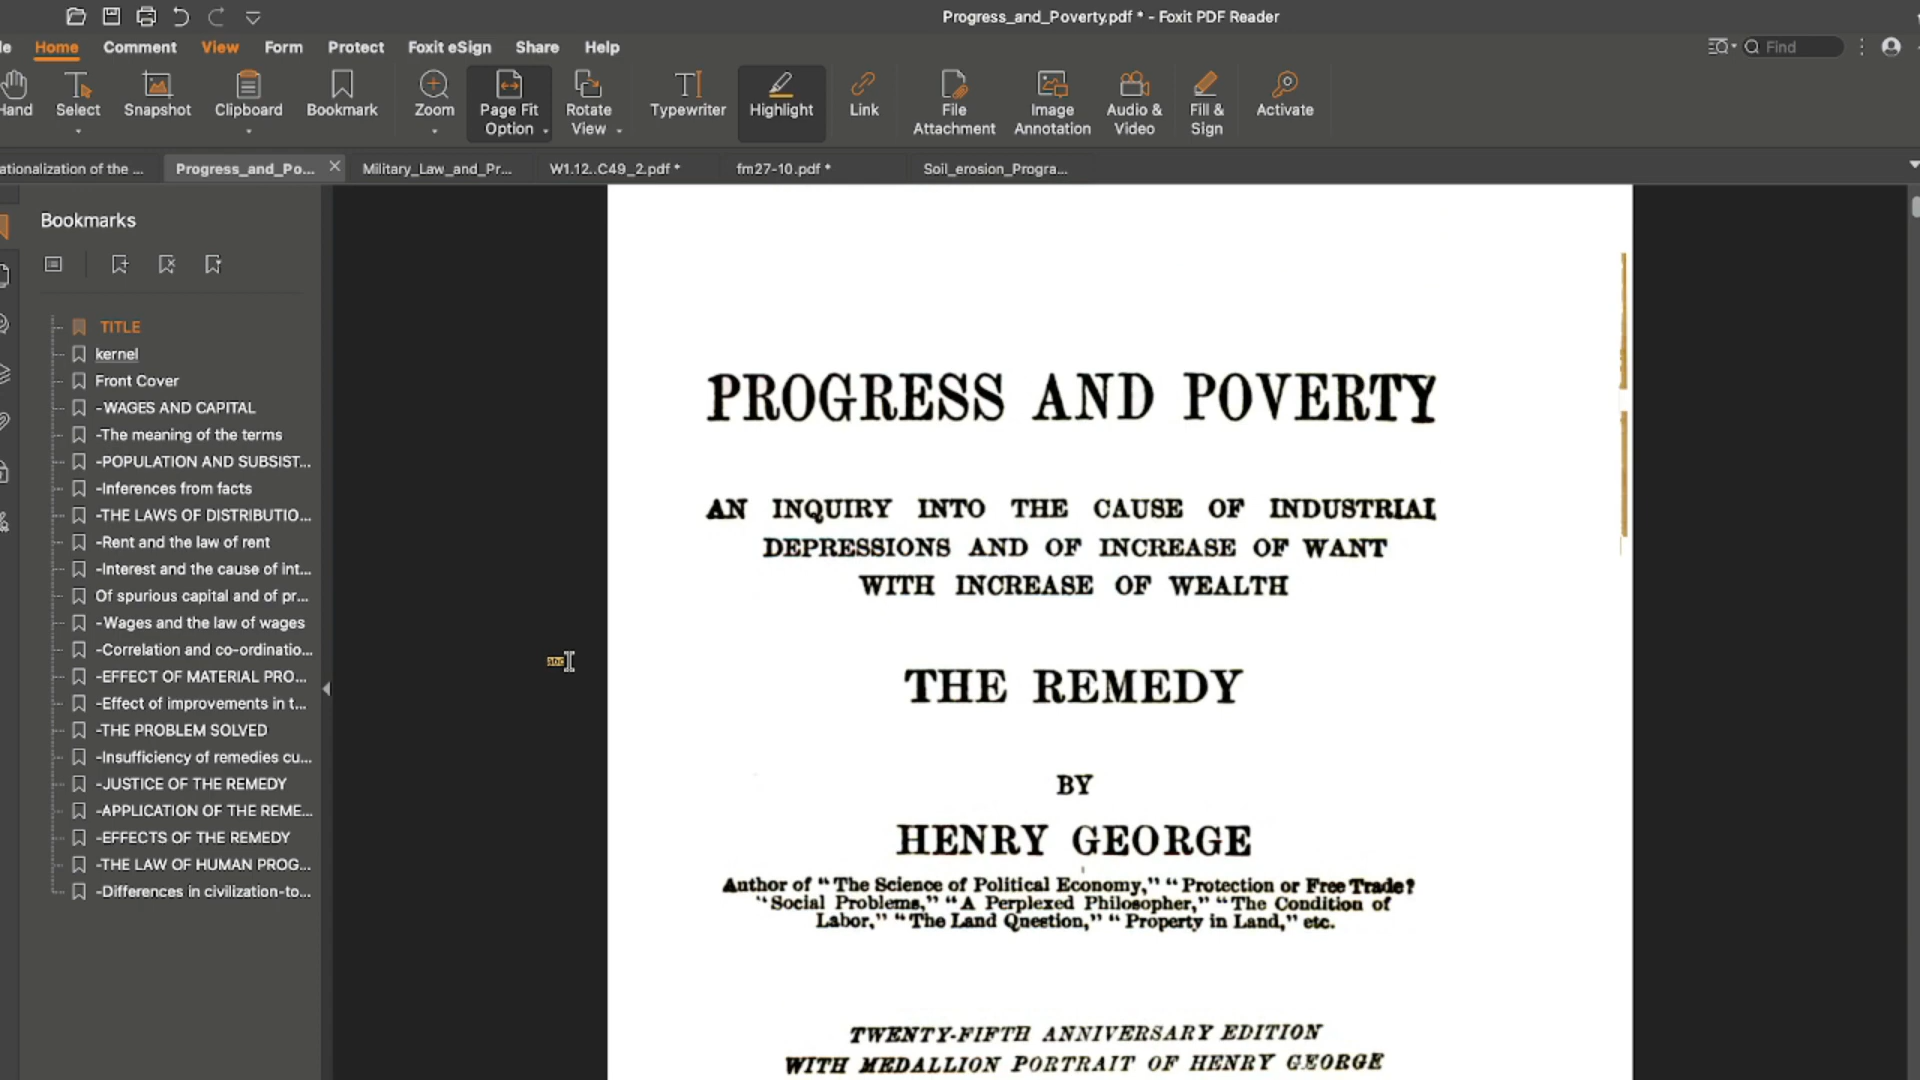 Progress_and_Poverty.pdf * - Foxit PDF Reader
Home Comment View Form Protect Foxit eSign Share Help
Find
Hand
Select
Snapshot
Clipboard
Bookmark
Zoom
Page Fit
Option
Rotate
View
Typewriter
Highlight
Link
File
Attachment
Image
Annotation
Audio &
Video
Fill &
Sign
Activate
ationalization of the ...
Progress_and_Po...
Military_Law_and_Pr...
W1.12..C49_2.pdf *
fm27-10.pdf *
Soil_erosion_Progra...
Bookmarks
TITLE
kernel
Front Cover
-WAGES AND CAPITAL
-The meaning of the terms
-POPULATION AND SUBSIST...
-Inferences from facts
-THE LAWS OF DISTRIBUTIO...
-Rent and the law of rent
-Interest and the cause of int...
Of spurious capital and of pr...
-Wages and the law of wages
-Correlation and co-ordinatio...
-EFFECT OF MATERIAL PRO...
-Effect of improvements in t...
-THE PROBLEM SOLVED
-Insufficiency of remedies cu...
-JUSTICE OF THE REMEDY
-APPLICATION OF THE REME...
-EFFECTS OF THE REMEDY
-THE LAW OF HUMAN PROG...
-Differences in civilization-to...
PROGRESS AND POVERTY
AN INQUIRY INTO THE CAUSE OF INDUSTRIAL
DEPRESSIONS AND OF INCREASE OF WANT
WITH INCREASE OF WEALTH
THE REMEDY
BY
HENRY GEORGE
Author of "The Science of Political Economy," "Protection or Free Trade?
"Social Problems," "A Perplexed Philosopher," "The Condition of
Labor," "The Land Question," "Property in Land," etc.
TWENTY-FIFTH ANNIVERSARY EDITION
WITH MEDALLION PORTRAIT OF HENRY GEORGE